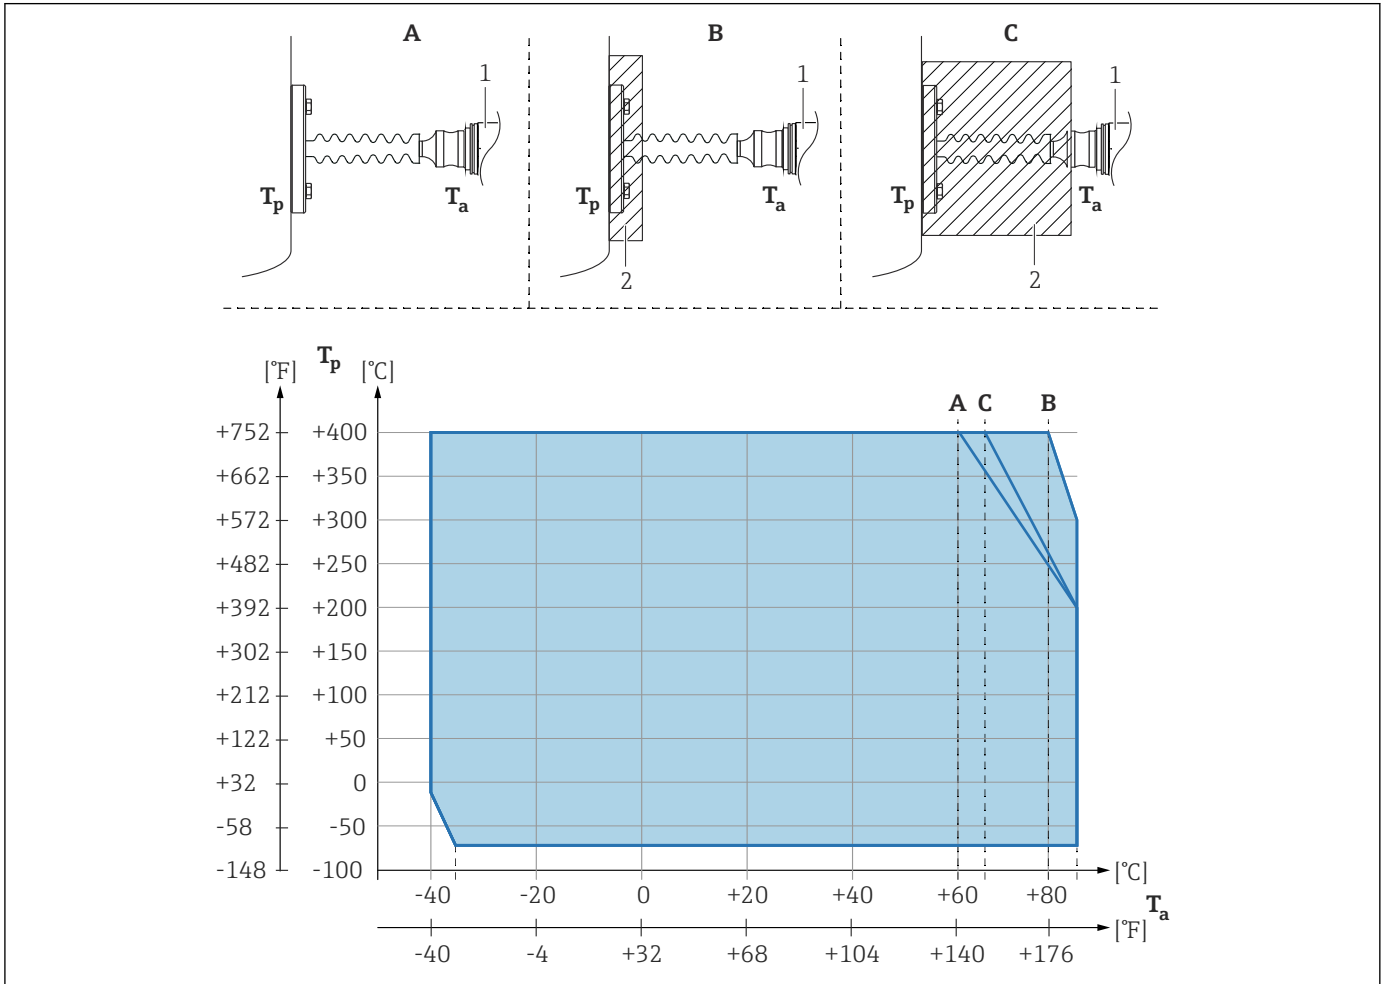 A B C
1 1 1
Tp Ta Tp Ta Tp Ta
2 2
[°F] Tp [°C]
A C B
+752 +400
+662 +350
+572 +300
+482 +250
+392 +200
+302 +150
+212 +100
+122 +50
+32 0
-58 -50
-148 -100
[°C]
-40 -20 0 +20 +40 +60 +80
Ta
[°F]
-40 -4 +32 +68 +104 +140 +176